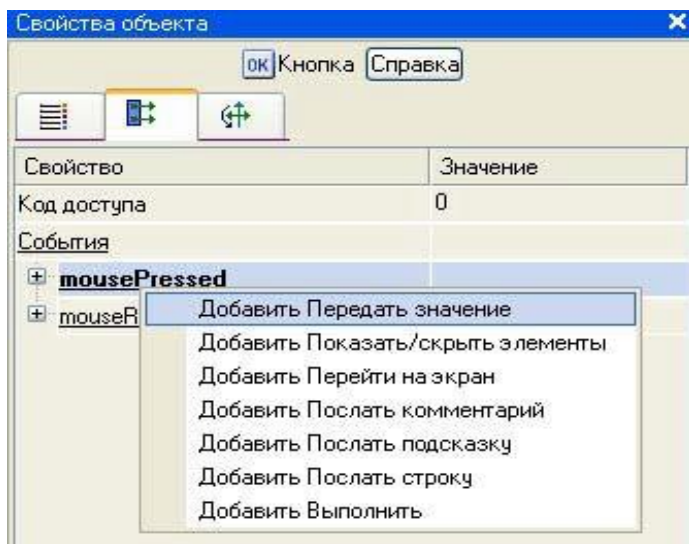 Свойства объекта
ок Кнопка Справка
Свойство Значение
Код доступа 0
События
mousePressed
Добавить Передать значение
mouseR
Добавить Показать/скрыть элементы
Добавить Перейти на экран
Добавить Послать комментарий
Добавить Послать подсказку
Добавить Послать строку
Добавить Выполнить